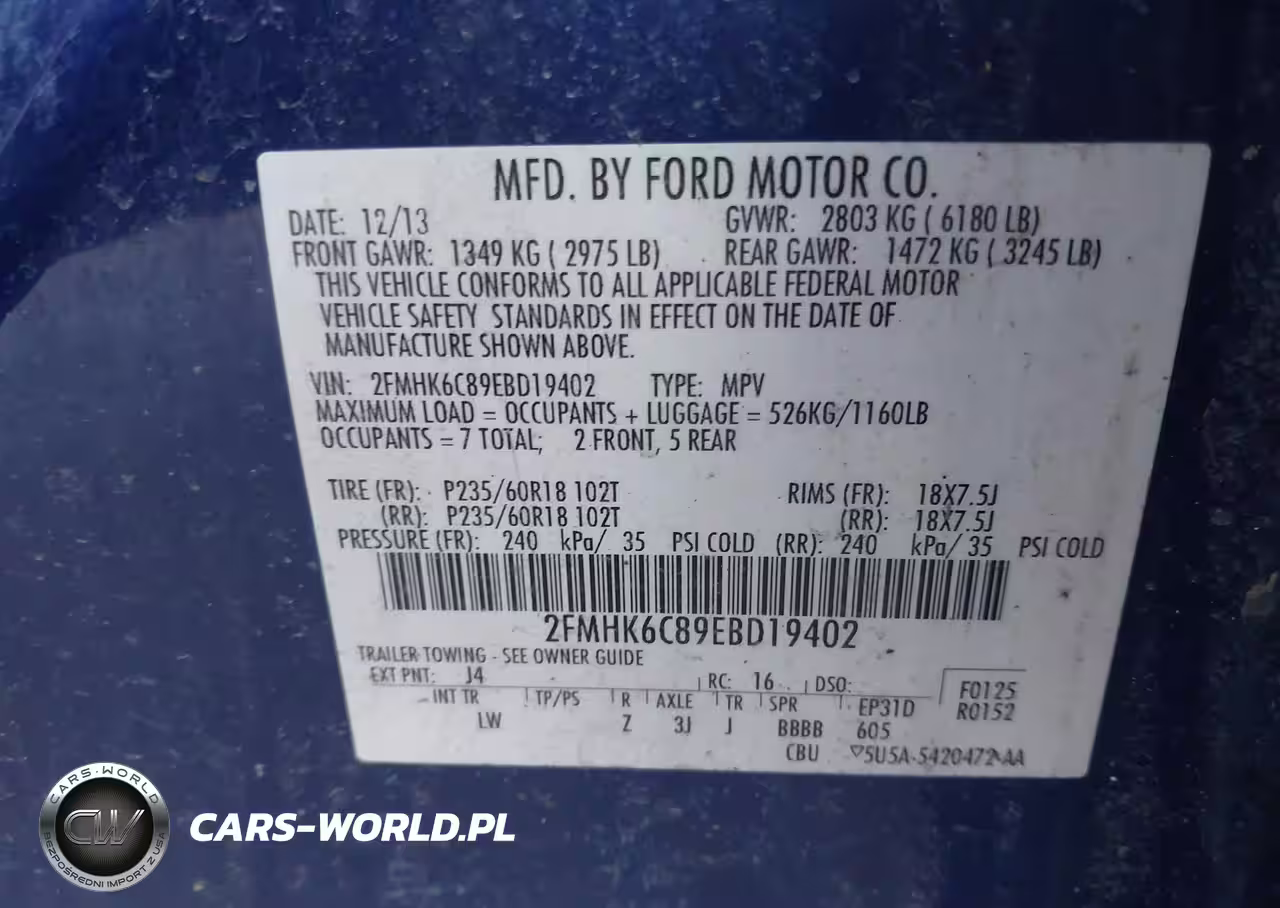 MFD. BY FORD MOTOR CO.
DATE: 12/13 GVWR: 2803 KG ( 6180 LB)
FRONT GAWR: 1349 KG ( 2975 LB) REAR GAWR: 1472 KG ( 3245 LB)
THIS VEHICLE CONFORMS TO ALL APPLICABLE FEDERAL MOTOR
VEHICLE SAFETY STANDARDS IN EFFECT ON THE DATE OF
MANUFACTURE SHOWN ABOVE.
VIN: 2FMHK6C89EBD19402 TYPE: MPV
MAXIMUM LOAD = OCCUPANTS + LUGGAGE = 526KG/1160LB
OCCUPANTS = 7 TOTAL; 2 FRONT, 5 REAR
TIRE (FR): P235/60R18 102T RIMS (FR): 18X7.5J
(RR): P235/60R18 102T (RR): 18X7.5J
PRESSURE (FR): 240 kPa/ 35 PSI COLD (RR): 240 kPa/ 35 PSI COLD
2FMHK6C89EBD19402
TRAILER TOWING - SEE OWNER GUIDE
EXT PNT: J4 RC: 16 DSO: F0125
INT TR TP/PS R AXLE TR SPR EP31D R0152
LW Z 3J J BBBB 605
CBU ▽5U5A-5420472-AA
CARS-WORLD
CW
BEZPOŚREDNI IMPORT Z USA
CARS-WORLD.PL